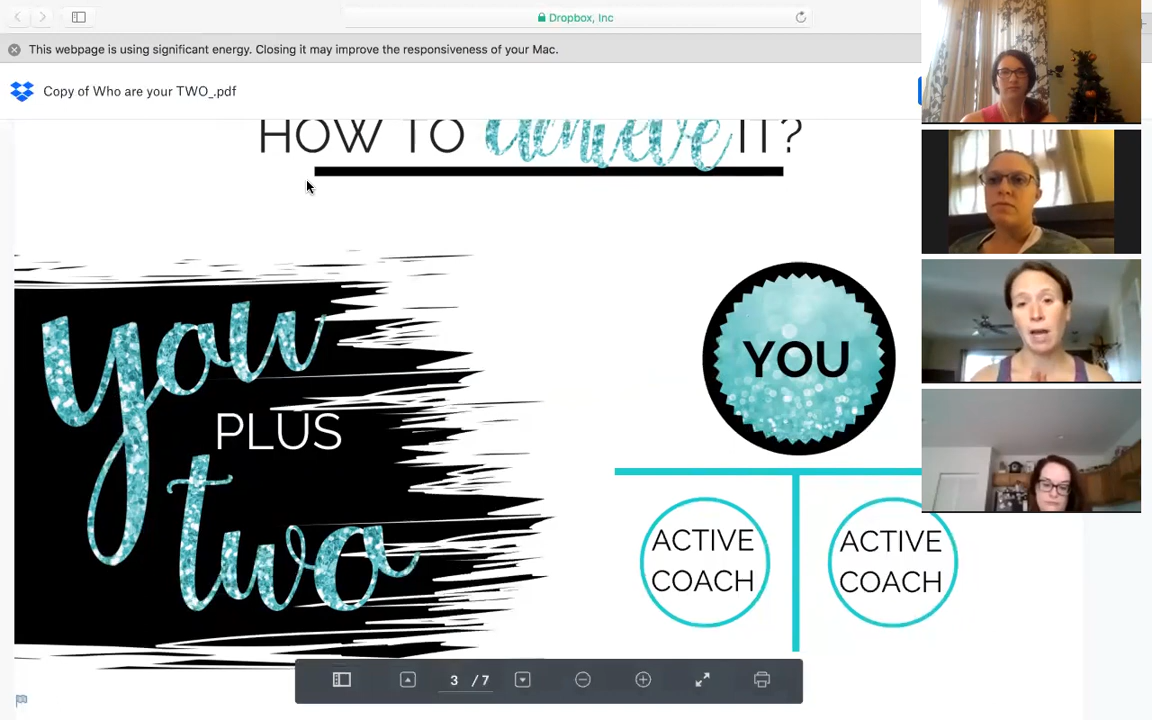 Dropbox, Inc
This webpage is using significant energy. Closing it may improve the responsiveness of your Mac.
Copy of Who are your TWO_.pdf
HOW TO achieve IT?
you
PLUS
two
YOU
ACTIVE
COACH
ACTIVE
COACH
3 / 7